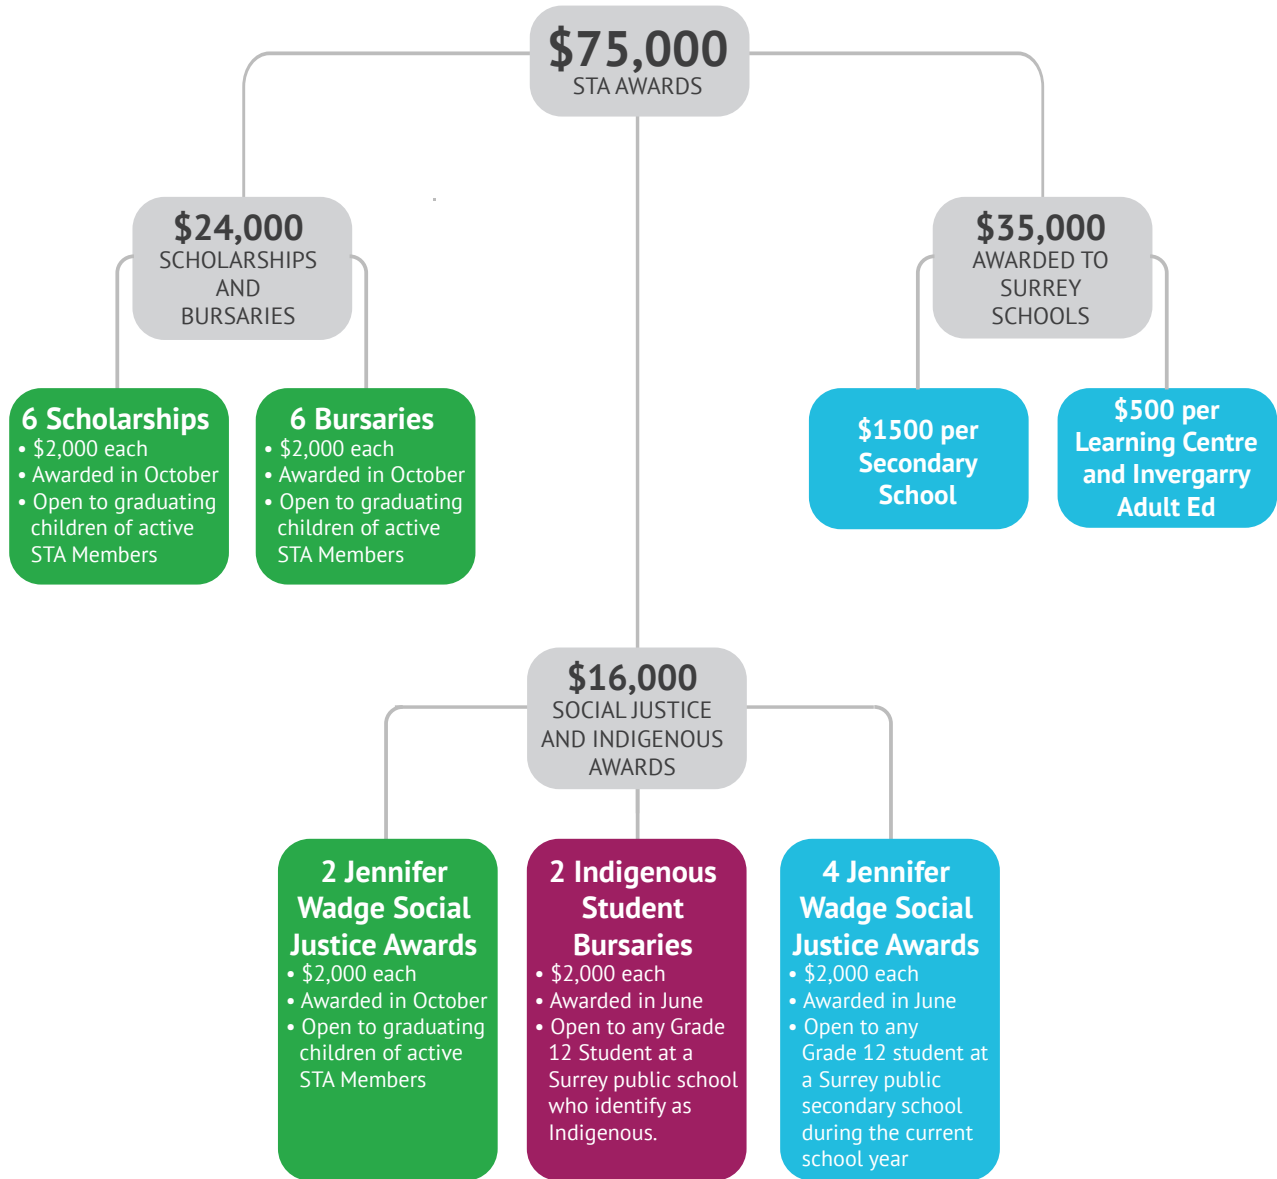 $75,000
STA AWARDS
$24,000
SCHOLARSHIPS
AND
BURSARIES
$35,000
AWARDED TO
SURREY
SCHOOLS
6 Scholarships
• $2,000 each
• Awarded in October
• Open to graduating
children of active
STA Members
6 Bursaries
• $2,000 each
• Awarded in October
• Open to graduating
children of active
STA Members
$1500 per
Secondary
School
$500 per
Learning Centre
and Invergarry
Adult Ed
$16,000
SOCIAL JUSTICE
AND INDIGENOUS
AWARDS
2 Jennifer
Wadge Social
Justice Awards
• $2,000 each
• Awarded in October
• Open to graduating
children of active
STA Members
2 Indigenous
Student
Bursaries
• $2,000 each
• Awarded in June
• Open to any Grade
12 Student at a
Surrey public school
who identify as
Indigenous.
4 Jennifer
Wadge Social
Justice Awards
• $2,000 each
• Awarded in June
• Open to any
Grade 12 student at
a Surrey public
secondary school
during the current
school year